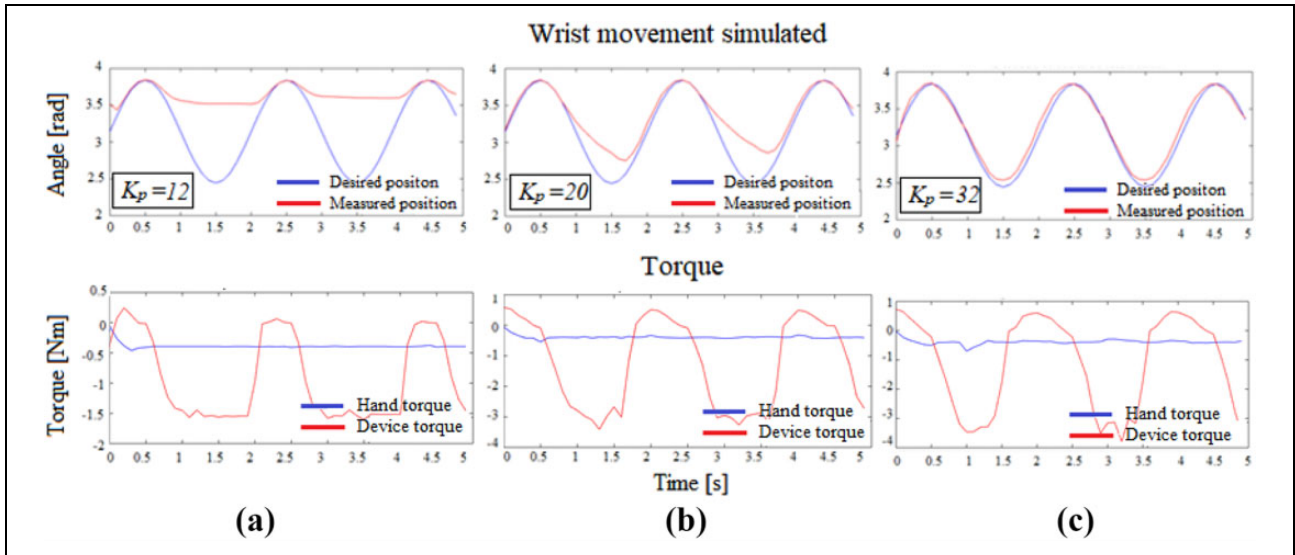 Wrist movement simulated
Angle [rad]
4
3.5
3
2.5
2
K_p=12
Desired positon
Measured position
0 0.5 1 1.5 2 2.5 3 3.5 4 4.5 5
4
3.5
3
2.5
2
K_p=20
Desired positon
Measured position
0 0.5 1 1.5 2 2.5 3 3.5 4 4.5 5
4
3.5
3
2.5
2
K_p=32
Desired positon
Measured position
0 0.5 1 1.5 2 2.5 3 3.5 4 4.5 5
Torque
Torque [Nm]
0.5
0
-0.5
-1
-1.5
-2
Hand torque
Device torque
0 0.5 1 1.5 2 2.5 3 3.5 4 4.5 5
1
0
-1
-2
-3
-4
Hand torque
Device torque
0 0.5 1 1.5 2 2.5 3 3.5 4 4.5 5
1
0
-1
-2
-3
-4
Hand torque
Device torque
0 0.5 1 1.5 2 2.5 3 3.5 4 4.5 5
Time [s]
(a) (b) (c)